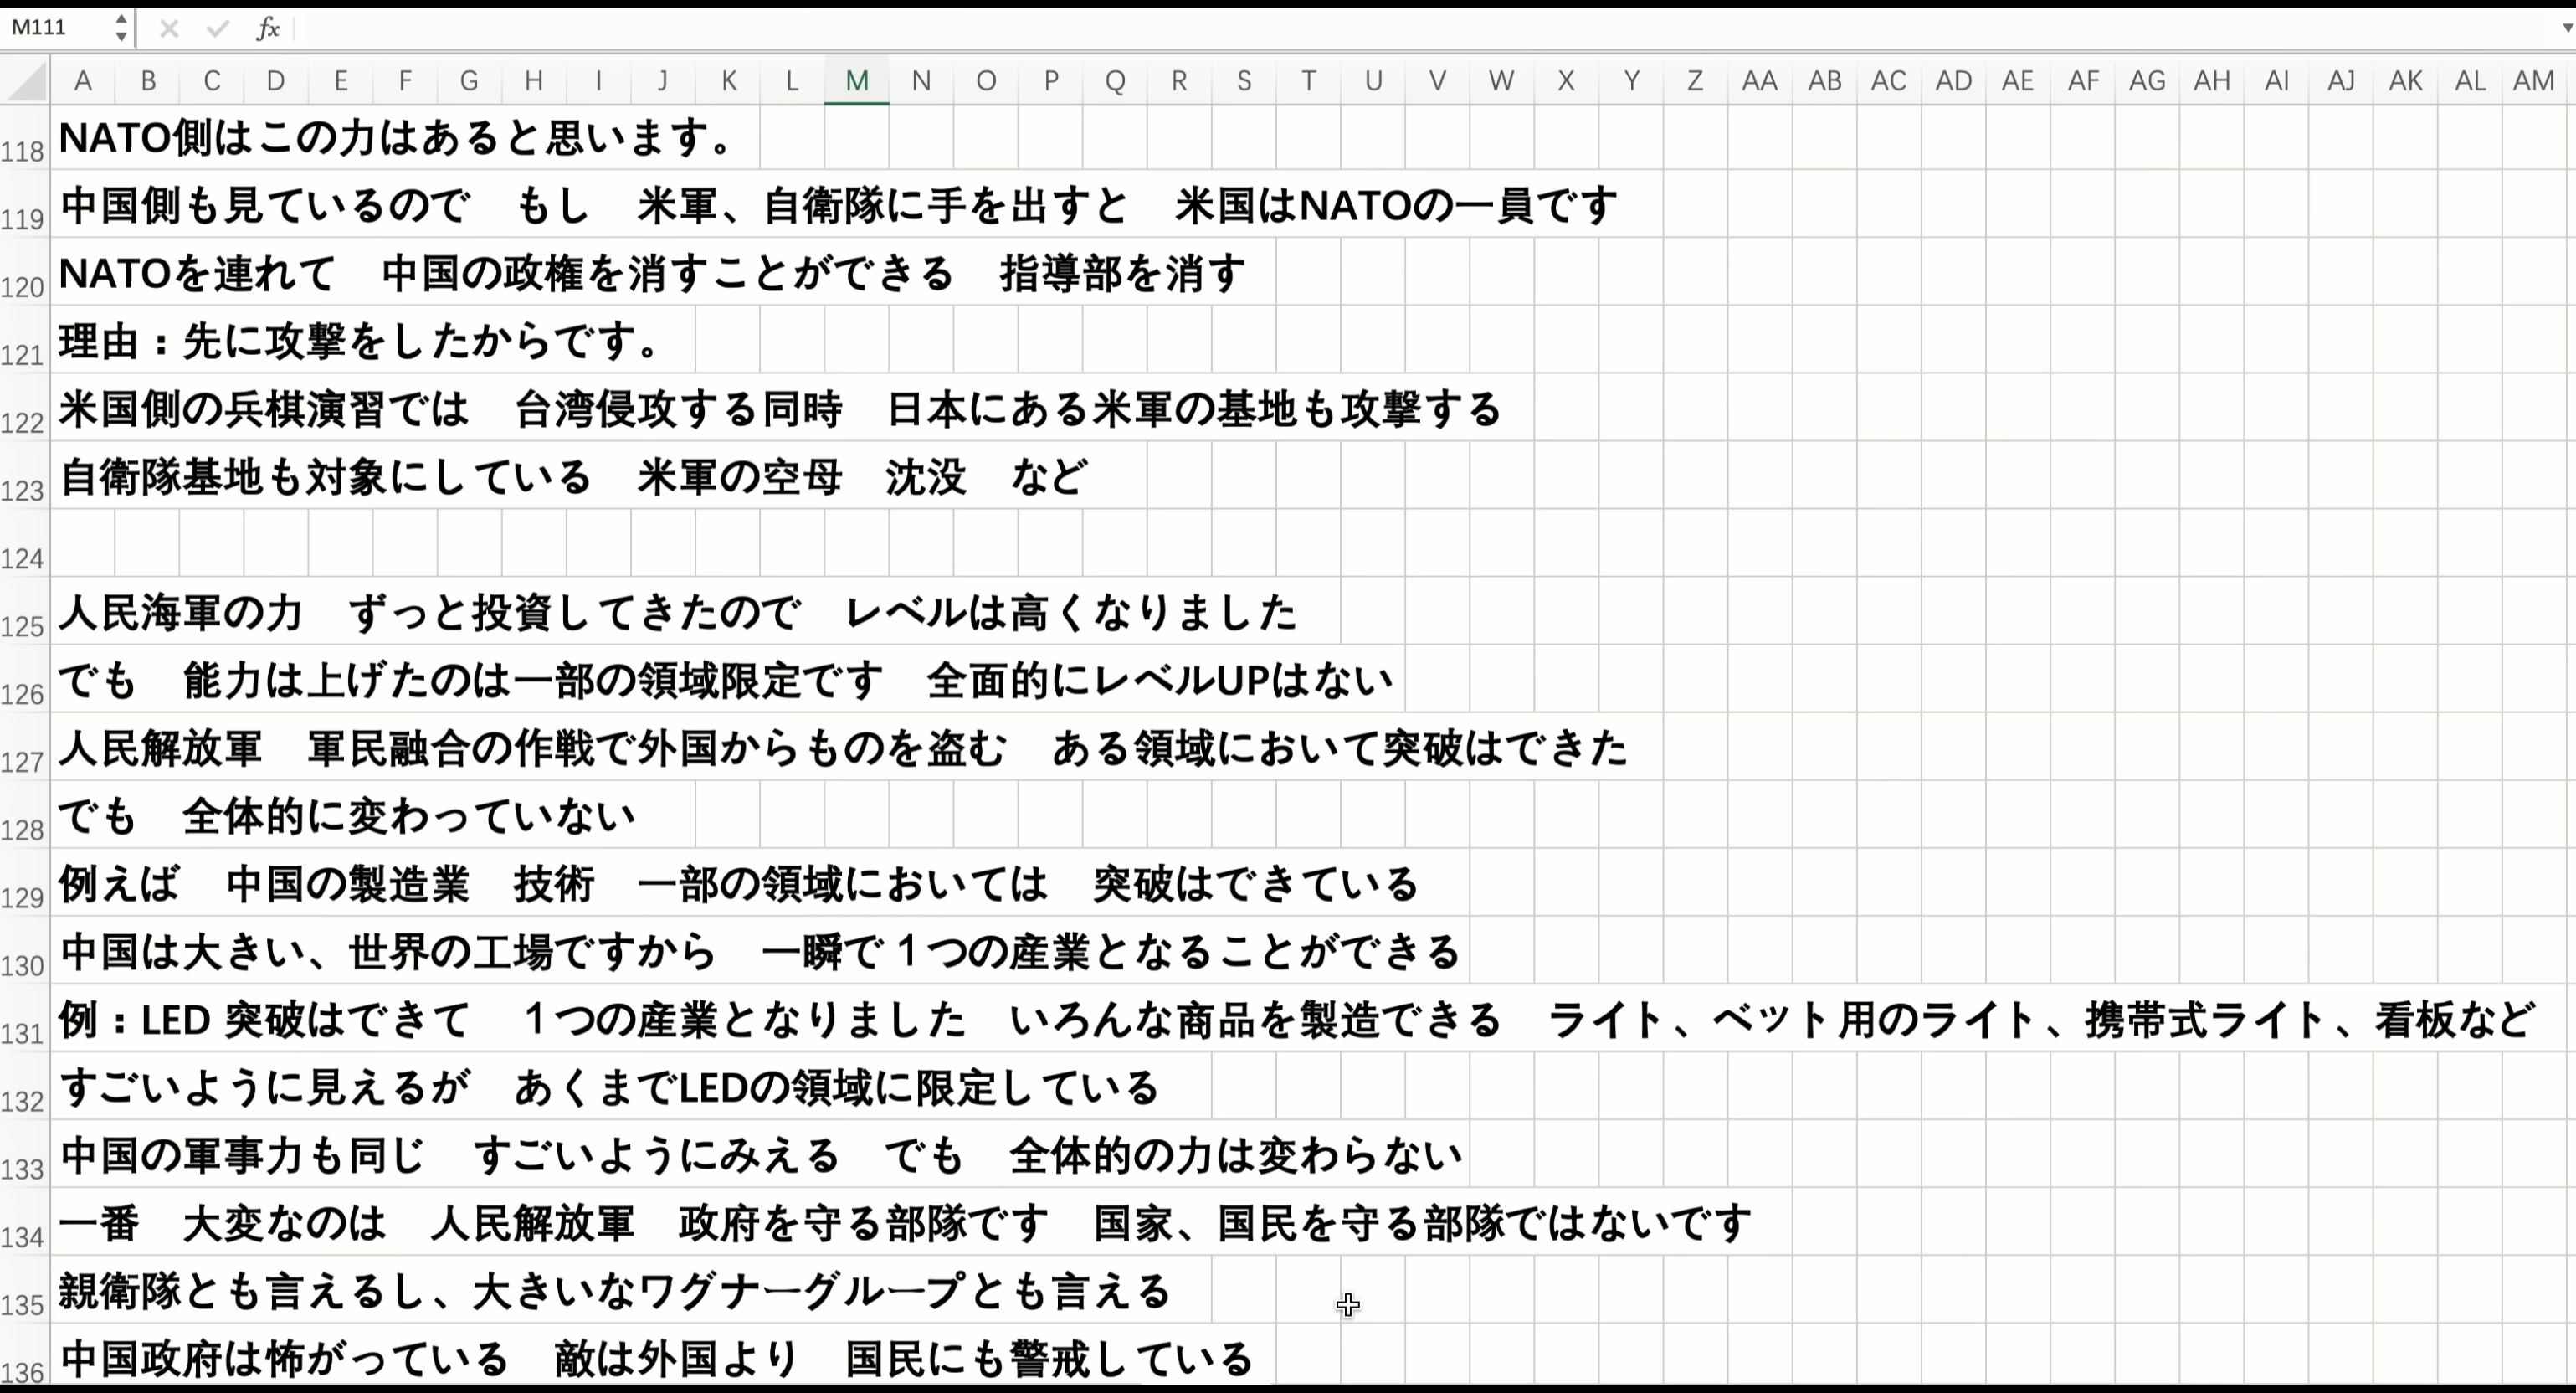 M111 fx
A B C D E F G H I J K L M N O P Q R S T U V W X Y Z AA AB AC AD AE AF AG AH AI AJ AK AL AM
118 NATO側はこの力はあると思います。
119 中国側も見ているので　もし　米軍、自衛隊に手を出すと　米国はNATOの一員です
120 NATOを連れて　中国の政権を消すことができる　指導部を消す
121 理由：先に攻撃をしたからです。
122 米国側の兵棋演習では　台湾侵攻する同時　日本にある米軍の基地も攻撃する
123 自衛隊基地も対象にしている　米軍の空母　沈没　など
124
125 人民海軍の力　ずっと投資してきたので　レベルは高くなりました
126 でも　能力は上げたのは一部の領域限定です　全面的にレベルUPはない
127 人民解放軍　軍民融合の作戦で外国からものを盗む　ある領域において突破はできた
128 でも　全体的に変わっていない
129 例えば　中国の製造業　技術　一部の領域においては　突破はできている
130 中国は大きい、世界の工場ですから　一瞬で１つの産業となることができる
131 例：LED 突破はできて　１つの産業となりました　いろんな商品を製造できる　ライト、ベット用のライト、携帯式ライト、看板など
132 すごいように見えるが　あくまでLEDの領域に限定している
133 中国の軍事力も同じ　すごいようにみえる　でも　全体的の力は変わらない
134 一番　大変なのは　人民解放軍　政府を守る部隊です　国家、国民を守る部隊ではないです
135 親衛隊とも言えるし、大きいなワグナーグループとも言える
136 中国政府は怖がっている　敵は外国より　国民にも警戒している